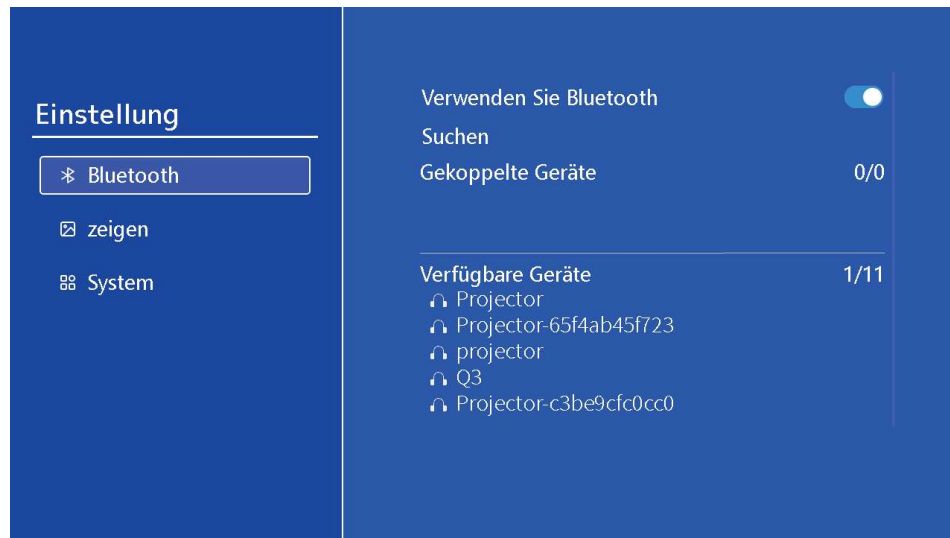 Einstellung
Bluetooth
zeigen
System
Verwenden Sie Bluetooth
Suchen
Gekoppelte Geräte 0/0
Verfügbare Geräte 1/11
Projector
Projector-65f4ab45f723
projector
Q3
Projector-c3be9cfc0cc0